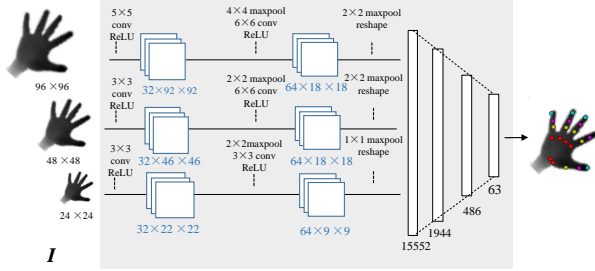 5×5
conv
ReLU
4×4 maxpool
6×6 conv
ReLU
2×2 maxpool
reshape
96 ×96
32×92 × 92
64×18 ×18
3×3
conv
ReLU
2×2 maxpool
6×6 conv
ReLU
2×2 maxpool
reshape
48 ×48
32×46 ×46
64×18 ×18
3×3
conv
ReLU
2×2maxpool
3×3 conv
ReLU
1×1 maxpool
reshape
24 ×24
32×22 ×22
64×9 ×9
63
486
1944
15552
I